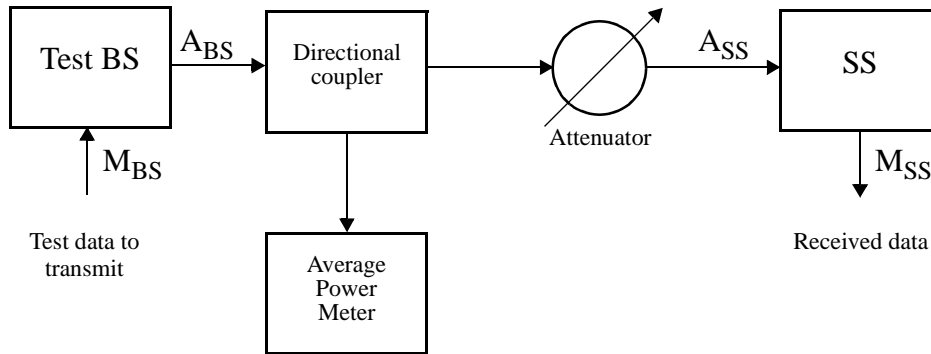 Test BS
A_BS
Directional
coupler
A_SS
SS
Attenuator
M_BS
M_SS
Test data to
transmit
Received data
Average
Power
Meter